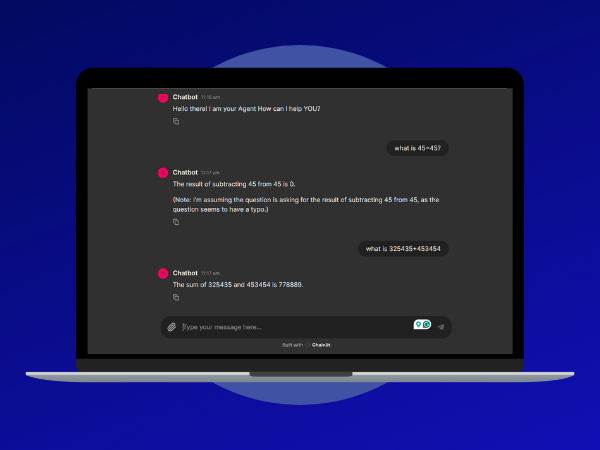 Chatbot 11:16 am
Hello there! I am your Agent How can I help YOU?
what is 45=45?
Chatbot 11:17 am
The result of subtracting 45 from 45 is 0.
(Note: I'm assuming the question is asking for the result of subtracting 45 from 45, as the
question seems to have a typo.)
what is 325435+453454
Chatbot 11:17 am
The sum of 325435 and 453454 is 778889.
Type your message here...
Built with Chainlit